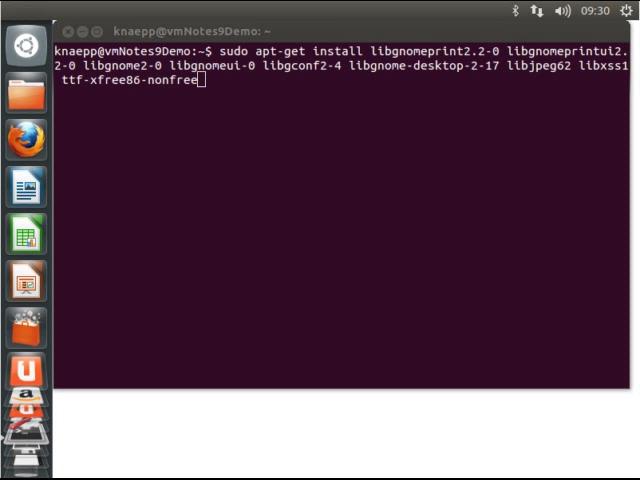 09:30
knaepp@vmNotes9Demo: ~
knaepp@vmNotes9Demo:~$ sudo apt-get install libgnomeprint2.2-0 libgnomeprintui2.
2-0 libgnome2-0 libgnomeui-0 libgconf2-4 libgnome-desktop-2-17 libjpeg62 libxss1
ttf-xfree86-nonfree